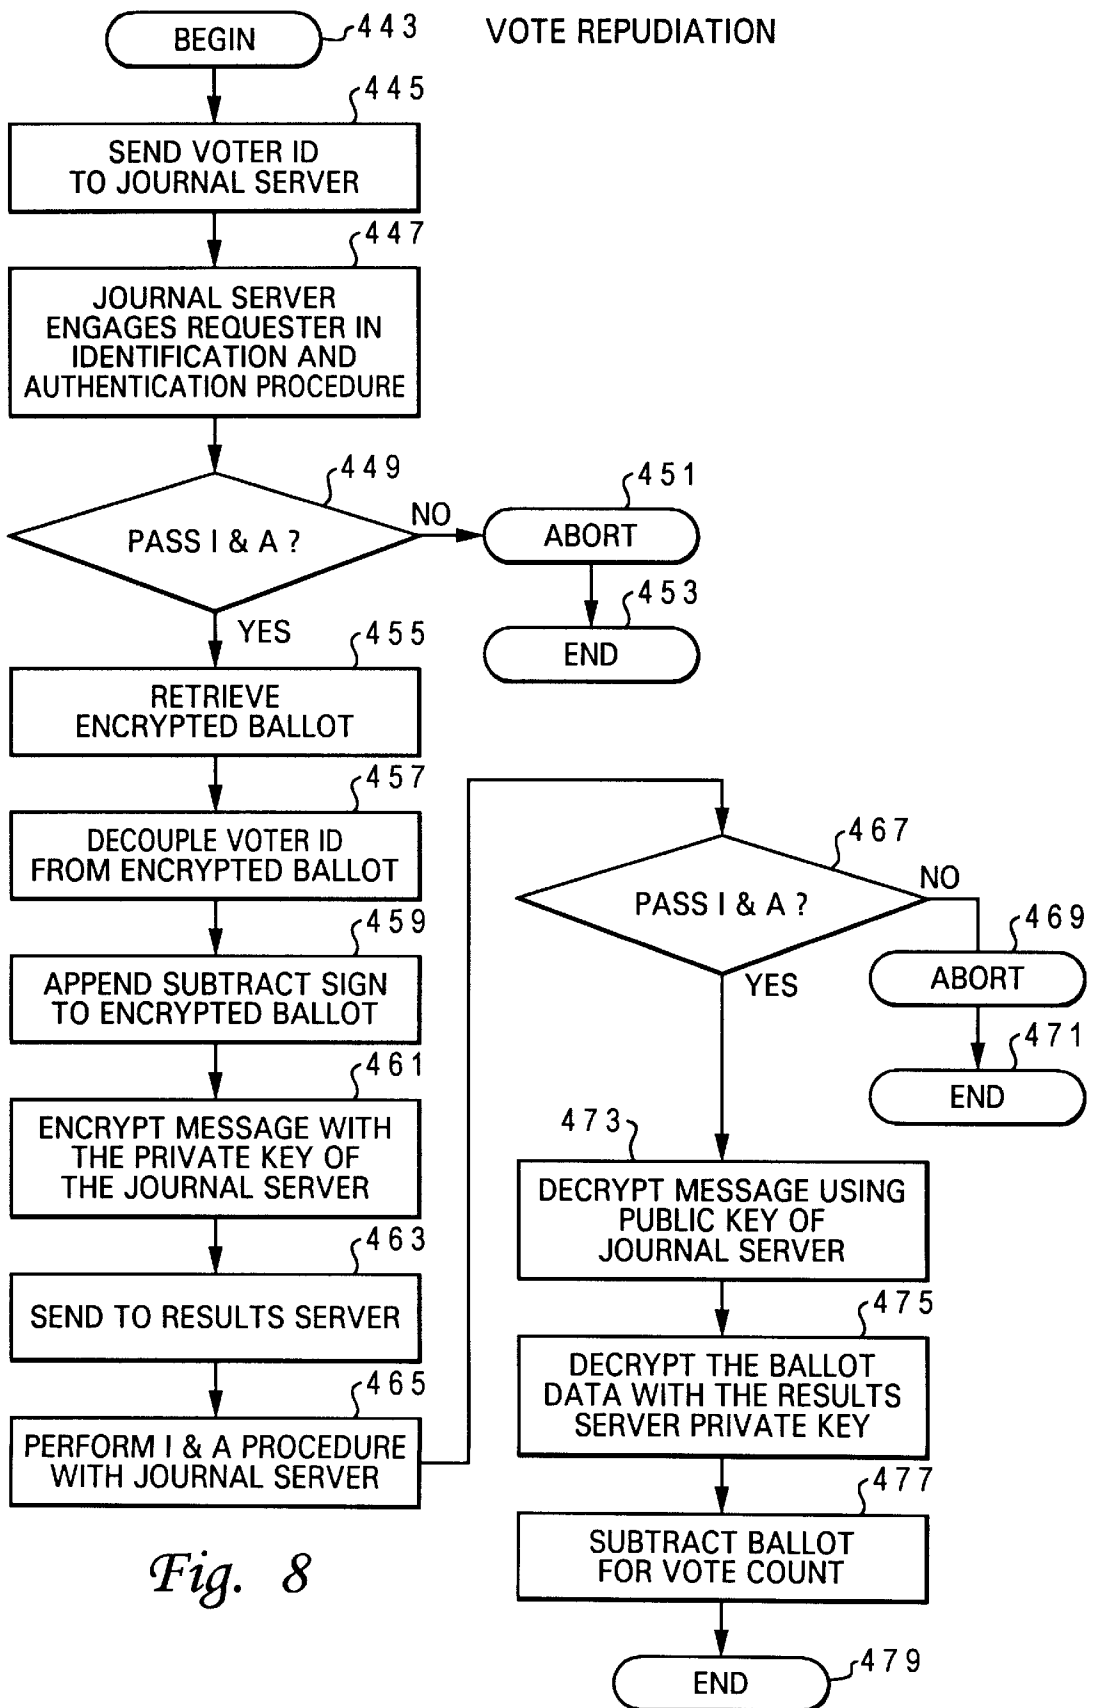 BEGIN
443
VOTE REPUDIATION
445
SEND VOTER ID
TO JOURNAL SERVER
447
JOURNAL SERVER
ENGAGES REQUESTER IN
IDENTIFICATION AND
AUTHENTICATION PROCEDURE
449
PASS I & A ?
NO
451
ABORT
453
END
YES
455
RETRIEVE
ENCRYPTED BALLOT
457
DECOUPLE VOTER ID
FROM ENCRYPTED BALLOT
459
APPEND SUBTRACT SIGN
TO ENCRYPTED BALLOT
461
ENCRYPT MESSAGE WITH
THE PRIVATE KEY OF
THE JOURNAL SERVER
463
SEND TO RESULTS SERVER
465
PERFORM I & A PROCEDURE
WITH JOURNAL SERVER
467
PASS I & A ?
NO
469
ABORT
471
END
YES
473
DECRYPT MESSAGE USING
PUBLIC KEY OF
JOURNAL SERVER
475
DECRYPT THE BALLOT
DATA WITH THE RESULTS
SERVER PRIVATE KEY
477
SUBTRACT BALLOT
FOR VOTE COUNT
END
479
Fig. 8